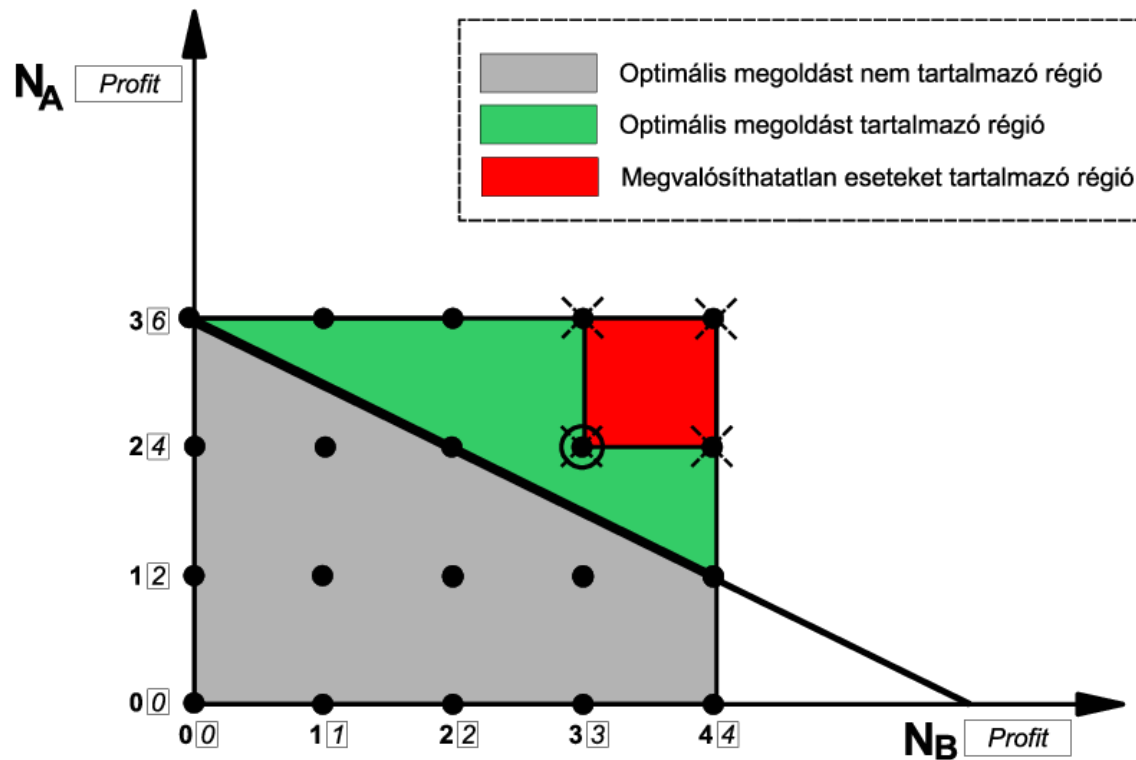 N_A Profit
Optimális megoldást nem tartalmazó régió
Optimális megoldást tartalmazó régió
Megvalósíthatatlan eseteket tartalmazó régió
3 6
2 4
1 2
0 0
0 0 1 1 2 2 3 3 4 4
N_B Profit